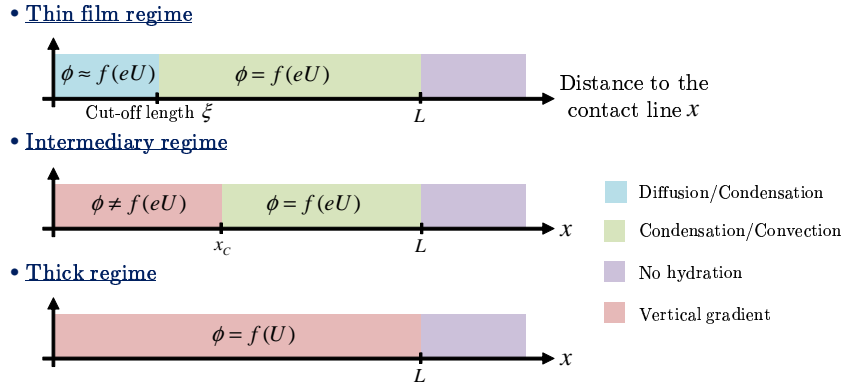 • Thin film regime
ϕ ≈ f(eU)
ϕ = f(eU)
Cut-off length ξ
L
Distance to the
contact line x
• Intermediary regime
ϕ ≠ f(eU)
ϕ = f(eU)
x_C
L
x
Diffusion/Condensation
Condensation/Convection
No hydration
Vertical gradient
• Thick regime
ϕ = f(U)
L
x